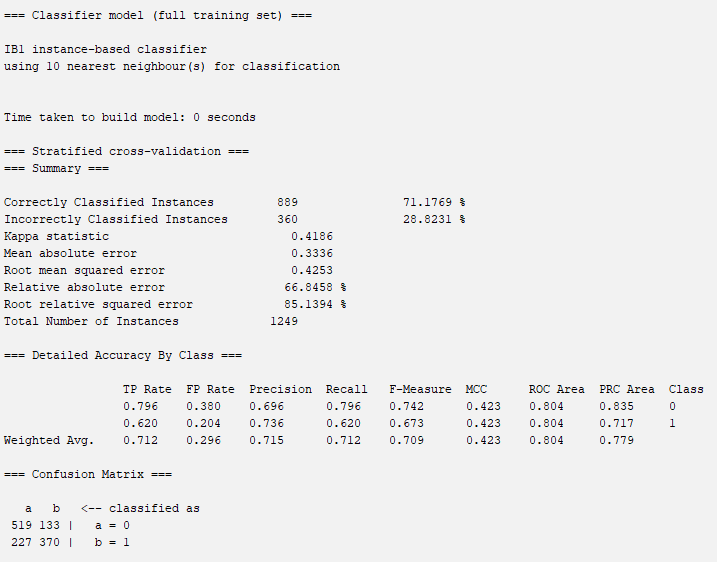 === Classifier model (full training set) ===
IB1 instance-based classifier
using 10 nearest neighbour(s) for classification
Time taken to build model: 0 seconds
=== Stratified cross-validation ===
=== Summary ===
Correctly Classified Instances 889 71.1769 %
Incorrectly Classified Instances 360 28.8231 %
Kappa statistic 0.4186
Mean absolute error 0.3336
Root mean squared error 0.4253
Relative absolute error 66.8458 %
Root relative squared error 85.1394 %
Total Number of Instances 1249
=== Detailed Accuracy By Class ===
TP Rate FP Rate Precision Recall F-Measure MCC ROC Area PRC Area Class
0.796 0.380 0.696 0.796 0.742 0.423 0.804 0.835 0
0.620 0.204 0.736 0.620 0.673 0.423 0.804 0.717 1
Weighted Avg. 0.712 0.296 0.715 0.712 0.709 0.423 0.804 0.779
=== Confusion Matrix ===
a b <-- classified as
519 133 | a = 0
227 370 | b = 1